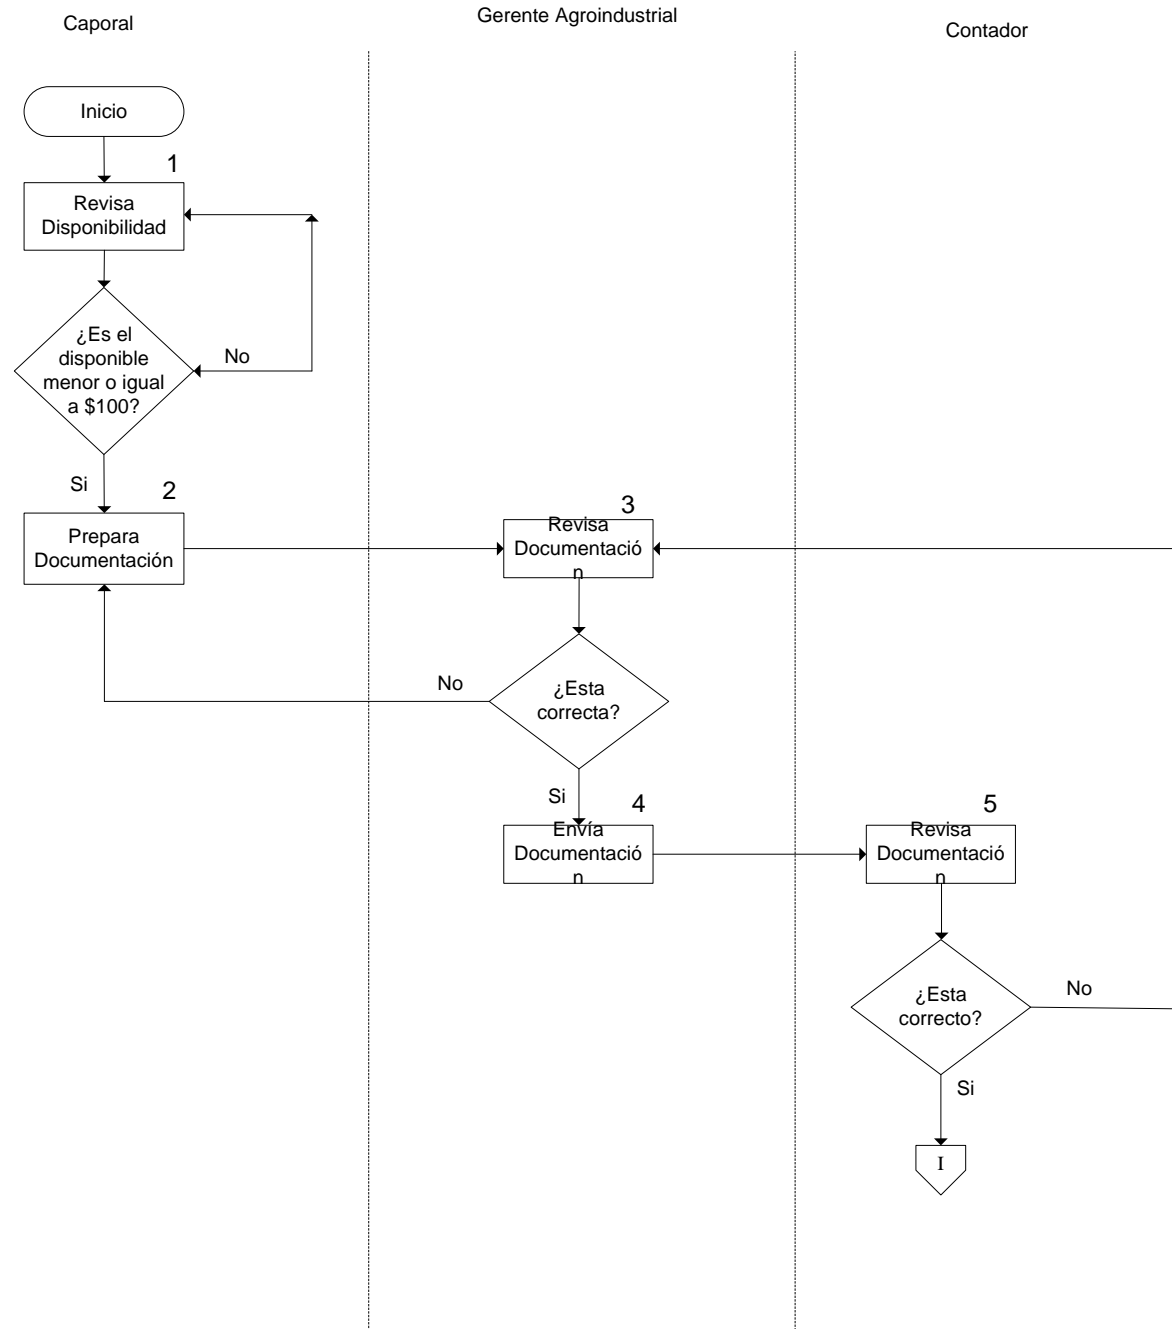 Caporal
Gerente Agroindustrial
Contador
Inicio
1
Revisa
Disponibilidad
¿Es el
disponible
menor o igual
a $100?
No
Si
2
Prepara
Documentación
3
Revisa
Documentació
n
No
¿Esta
correcta?
Si
4
Envía
Documentació
n
5
Revisa
Documentació
n
¿Esta
correcto?
No
Si
I